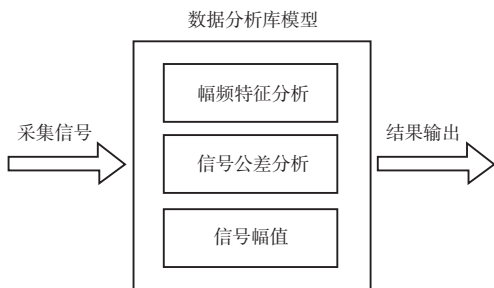 数据分析库模型
幅频特征分析
采集信号
结果输出
信号公差分析
信号幅值